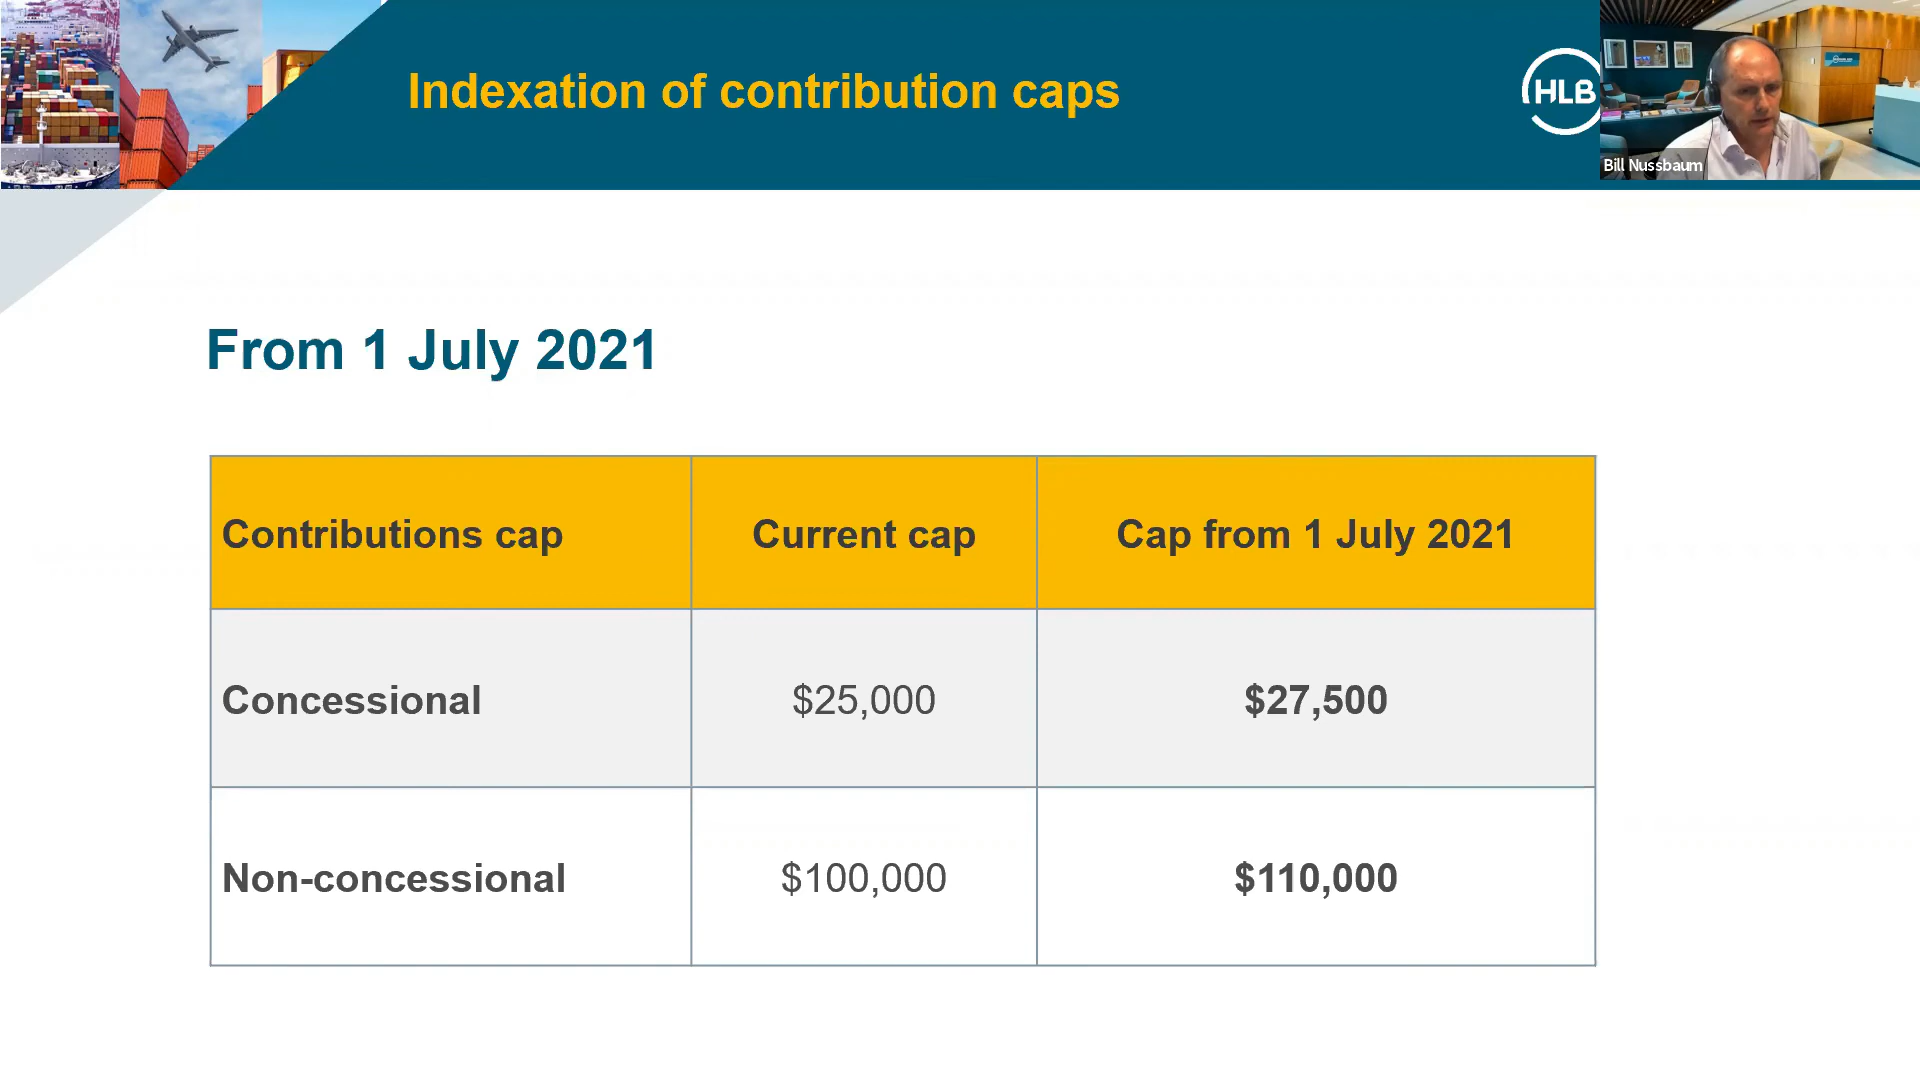 Indexation of contribution caps
HLB
Bill Nussbaum
From 1 July 2021
Contributions cap
Current cap
Cap from 1 July 2021
Concessional
$25,000
$27,500
Non-concessional
$100,000
$110,000